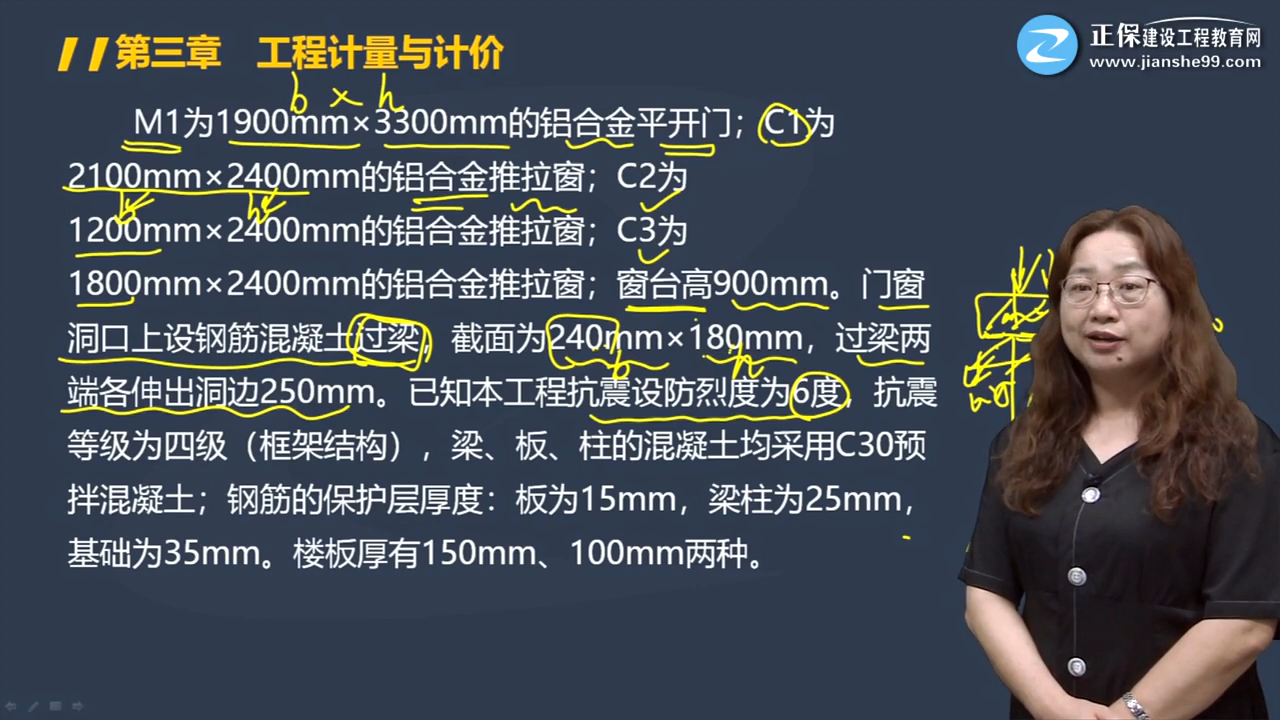 正保建设工程教育网
www.jianshe99.com
第三章 工程计量与计价
b × h
M1为1900mm×3300mm的铝合金平开门；C1为
2100mm×2400mm的铝合金推拉窗；C2为
b h
1200mm×2400mm的铝合金推拉窗；C3为
1800mm×2400mm的铝合金推拉窗；窗台高900mm。门窗
洞口上设钢筋混凝土过梁，截面为240mm×180mm，过梁两
b h
端各伸出洞边250mm。已知本工程抗震设防烈度为6度，抗震
等级为四级（框架结构），梁、板、柱的混凝土均采用C30预
拌混凝土；钢筋的保护层厚度：板为15mm，梁柱为25mm，
基础为35mm。楼板厚有150mm、100mm两种。